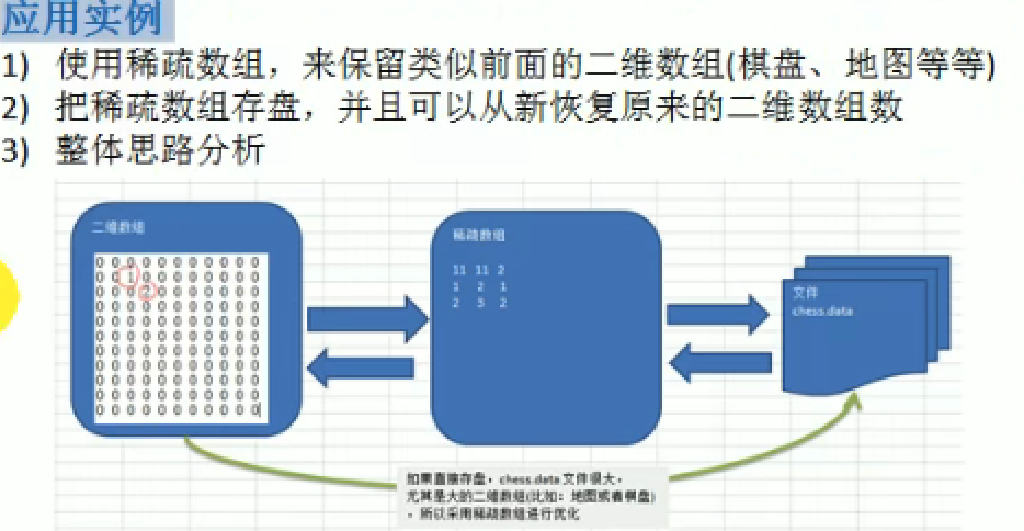 应用实例
1) 使用稀疏数组，来保留类似前面的二维数组(棋盘、地图等等)
2) 把稀疏数组存盘，并且可以从新恢复原来的二维数组数
3) 整体思路分析
二维数组
0 0 0 0 0 0 0 0 0 0 0
0 0 1 0 0 0 0 0 0 0 0
0 0 0 2 0 0 0 0 0 0 0
0 0 0 0 0 0 0 0 0 0 0
0 0 0 0 0 0 0 0 0 0 0
0 0 0 0 0 0 0 0 0 0 0
0 0 0 0 0 0 0 0 0 0 0
0 0 0 0 0 0 0 0 0 0 0
0 0 0 0 0 0 0 0 0 0 0
0 0 0 0 0 0 0 0 0 0 0
0 0 0 0 0 0 0 0 0 0 0
稀疏数组
11 11 2
1 2 1
2 3 2
文件
chess.data
如果直接存盘，chess.data 文件很大，
尤其是大的二维数组(比如：地图或者棋盘)
，所以采用稀疏数组进行优化